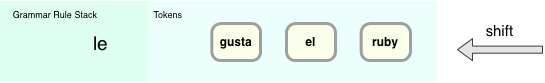 Grammar Rule Stack
Tokens
le
gusta
el
ruby
shift